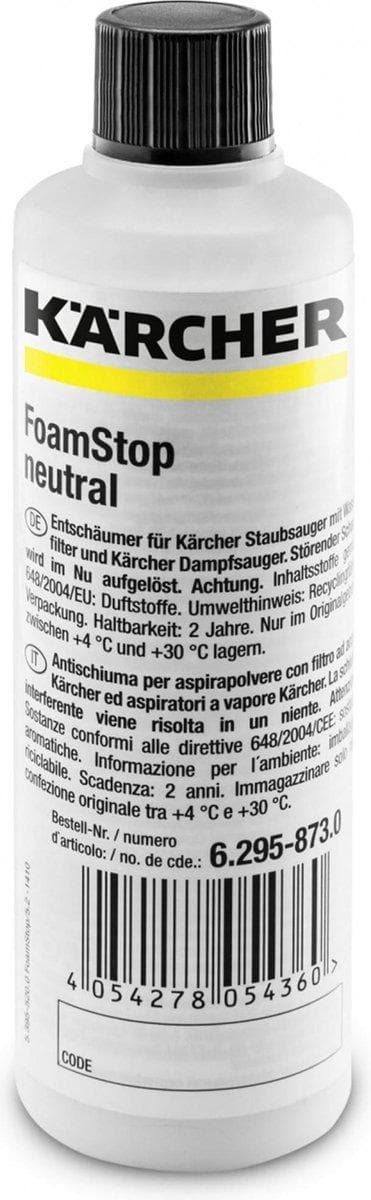 KÄRCHER
FoamStop
neutral
DE Entschäumer für Kärcher Staubsauger mit
filter und Kärcher Dampfsauger. Störender
wird im Nu aufgelöst. Achtung. Inhaltsstoffe
648/2004/EU: Duftstoffe. Umwelthinweis:
Verpackung. Haltbarkeit: 2 Jahre. Nur im
zwischen +4 °C und +30 °C lagern.
IT Antischiuma per aspirapolvere con filtro ad
Kärcher ed aspiratori a vapore Kärcher. La
interferente viene risolta in un niente.
Sostanze conformi alle direttive 648/2004/CEE:
aromatiche. Informazione per l'ambiente:
riciclabile. Scadenza: 2 anni. Immagazzinare solo
confezione originale tra +4 °C e +30 °C.
Bestell-Nr. / numero
d'articolo: / no. de cde.: 6.295-873.0
4 054278 054360 >
CODE